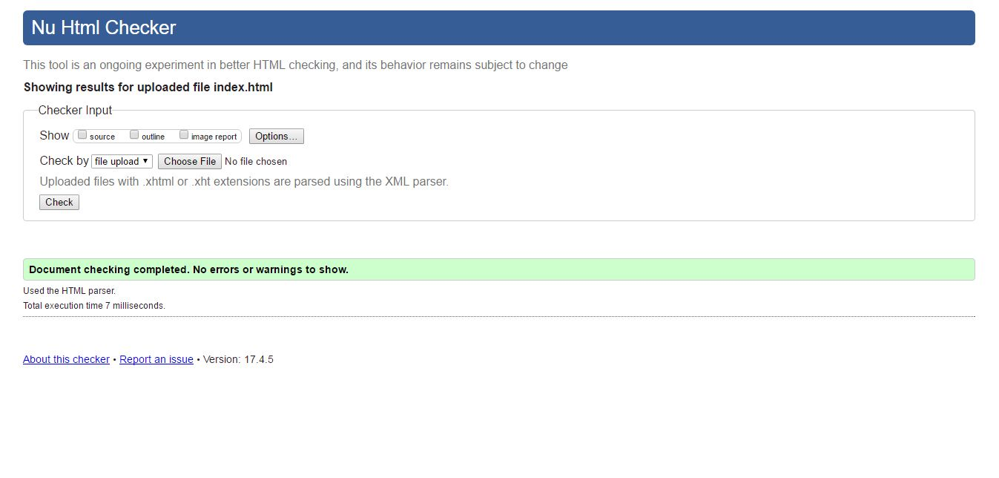 Nu Html Checker
This tool is an ongoing experiment in better HTML checking, and its behavior remains subject to change
Showing results for uploaded file index.html
Checker Input
Show source outline image report Options...
Check by file upload Choose File No file chosen
Uploaded files with .xhtml or .xht extensions are parsed using the XML parser.
Check
Document checking completed. No errors or warnings to show.
Used the HTML parser.
Total execution time 7 milliseconds.
About this checker • Report an issue • Version: 17.4.5